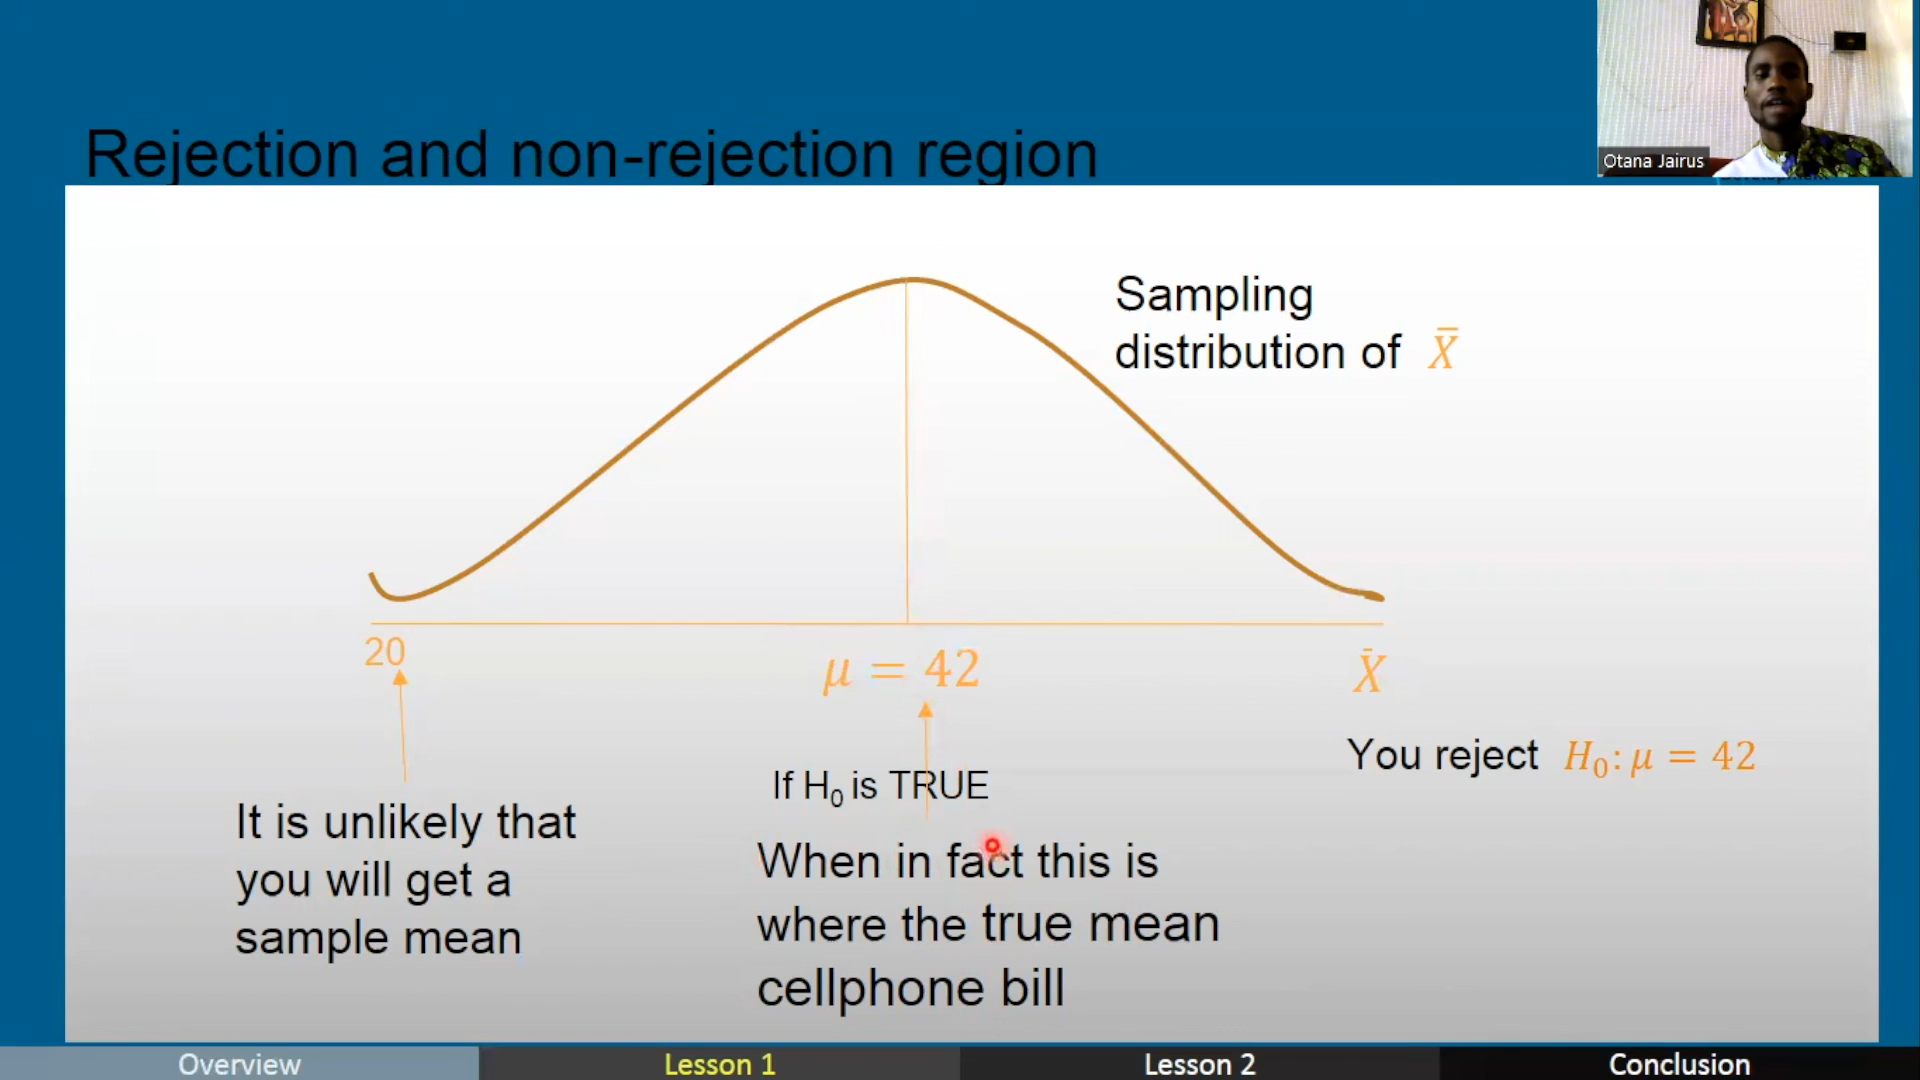 Otana Jairus
Rejection and non-rejection region
Sampling
distribution of X̄
20
μ = 42
X̄
You reject H₀: μ = 42
If H₀ is TRUE
It is unlikely that
you will get a
sample mean
When in fact this is
where the true mean
cellphone bill
Overview
Lesson 1
Lesson 2
Conclusion